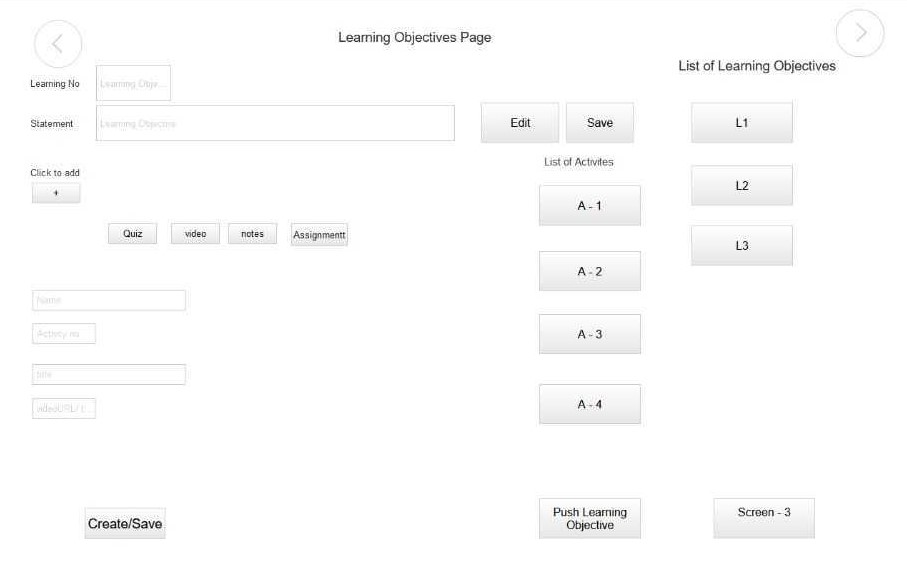 Learning Objectives Page
List of Learning Objectives
Learning No
Learning Obje...
Statement
Learning Objective
Edit
Save
L1
List of Activites
Click to add
+
A - 1
L2
Quiz
video
notes
Assignmentt
L3
A - 2
Name
Activity no.
A - 3
title
videoURL/ t...
A - 4
Create/Save
Push Learning
Objective
Screen - 3